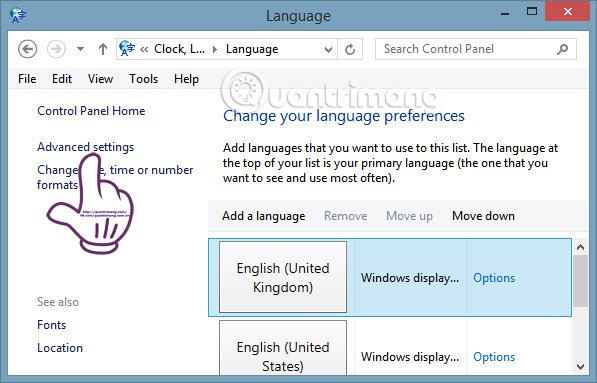 Language
Clock, L... Language
Search Control Panel
File Edit View Tools Help
Quantrimang
Control Panel Home
Change your language preferences
Advanced settings
Add languages that you want to use to this list. The language at
the top of your list is your primary language (the one that you
want to see and use most often).
Change time or number
formats
Add a language Remove Move up Move down
English (United
Kingdom)
Windows display...
Options
See also
Fonts
Location
English (United
States)
Windows display...
Options